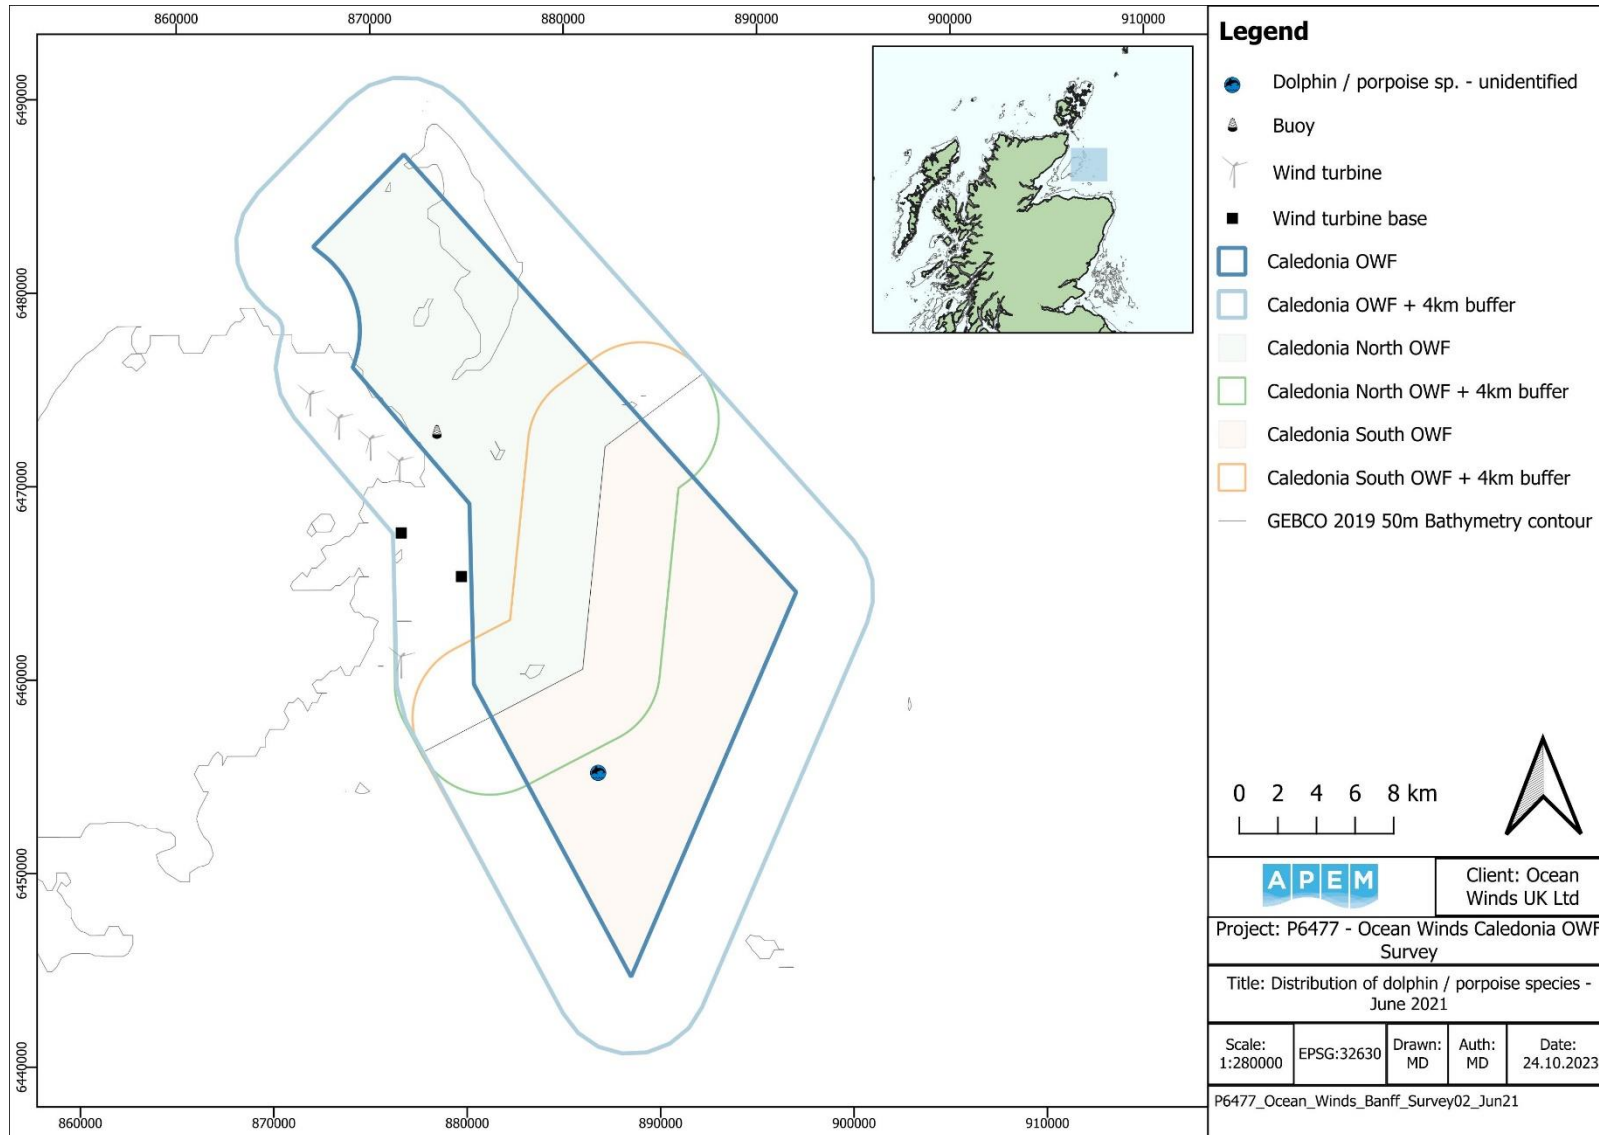 860000 870000 880000 890000 900000 910000
6490000
6480000
6470000
6460000
6450000
6440000
860000 870000 880000 890000 900000 910000
Legend
Dolphin / porpoise sp. - unidentified
Buoy
Wind turbine
Wind turbine base
Caledonia OWF
Caledonia OWF + 4km buffer
Caledonia North OWF
Caledonia North OWF + 4km buffer
Caledonia South OWF
Caledonia South OWF + 4km buffer
GEBCO 2019 50m Bathymetry contour
0 2 4 6 8 km
APEM
Client: Ocean
Winds UK Ltd
Project: P6477 - Ocean Winds Caledonia OWF
Survey
Title: Distribution of dolphin / porpoise species -
June 2021
Scale:
1:280000
EPSG:32630
Drawn:
MD
Auth:
MD
Date:
24.10.2023
P6477_Ocean_Winds_Banff_Survey02_Jun21